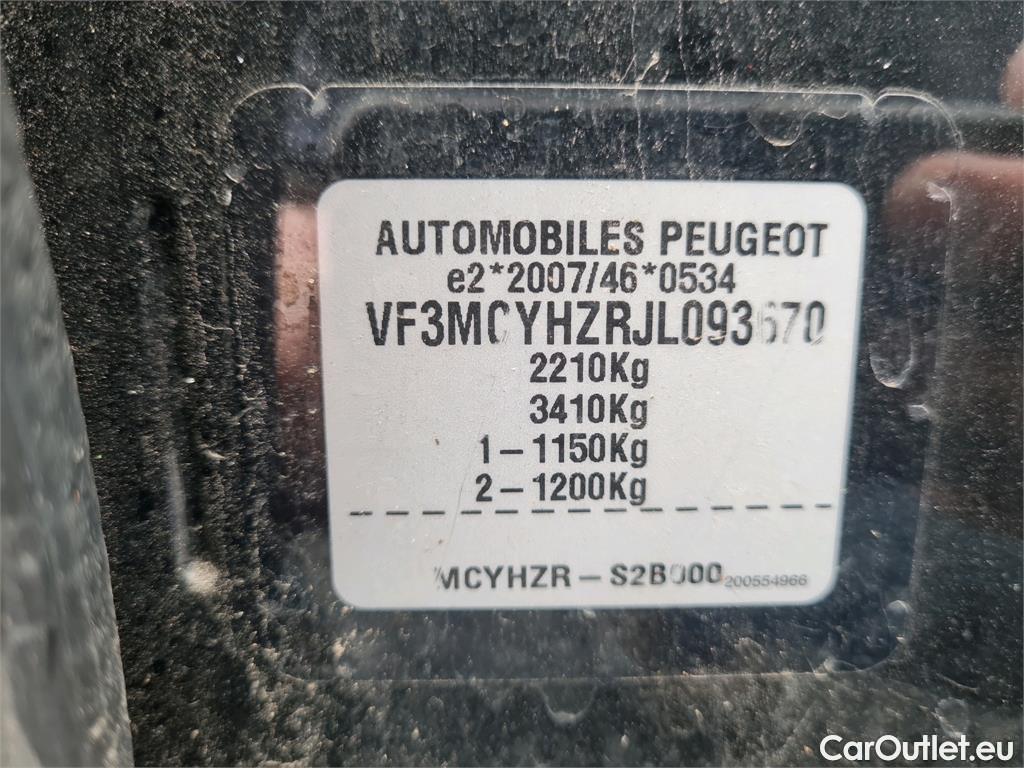 AUTOMOBILES PEUGEOT
e2*2007/46*0534
VF3MCYHZRJL093670
2210Kg
3410Kg
1-1150Kg
2-1200Kg
MCYHZR-S2B000 200554966
CarOutlet.eu